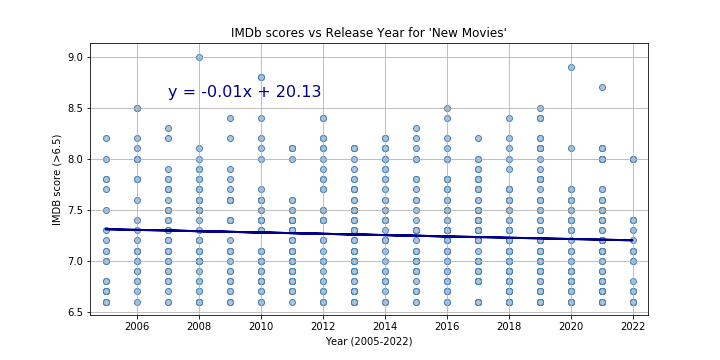 IMDb scores vs Release Year for 'New Movies'
9.0
8.5
8.0
7.5
7.0
6.5
IMDB score (>6.5)
y = -0.01x + 20.13
2006 2008 2010 2012 2014 2016 2018 2020 2022
Year (2005-2022)